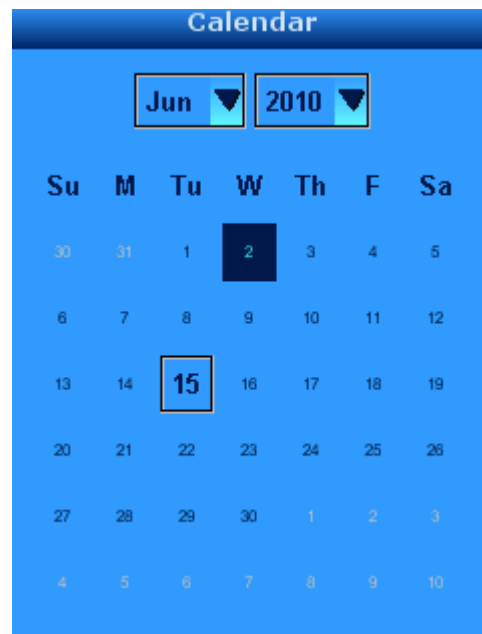 Calendar
Jun 2010
Su M Tu W Th F Sa
30 31 1 2 3 4 5
6 7 8 9 10 11 12
13 14 15 16 17 18 19
20 21 22 23 24 25 26
27 28 29 30 1 2 3
4 5 6 7 8 9 10